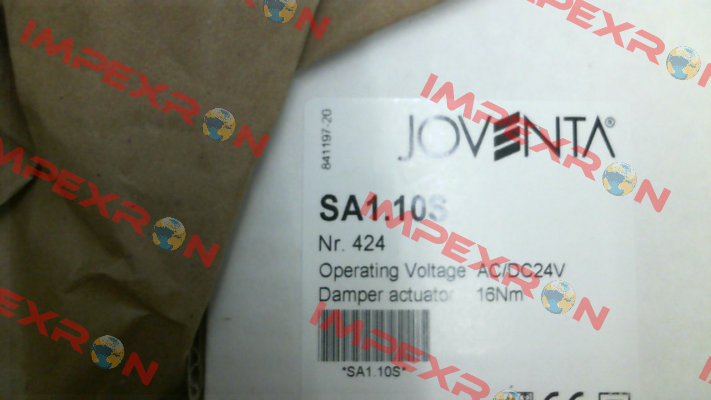 841197-20
JOVENTA®
SA1.10S
Nr. 424
Operating Voltage AC/DC24V
Damper actuator 16Nm
*SA1.10S*
CE
IMPEXRON
IMPEXRON
IMPEXRON
IMPEXRON
IMPEXRON
IMPEXRON
IMPEXRON